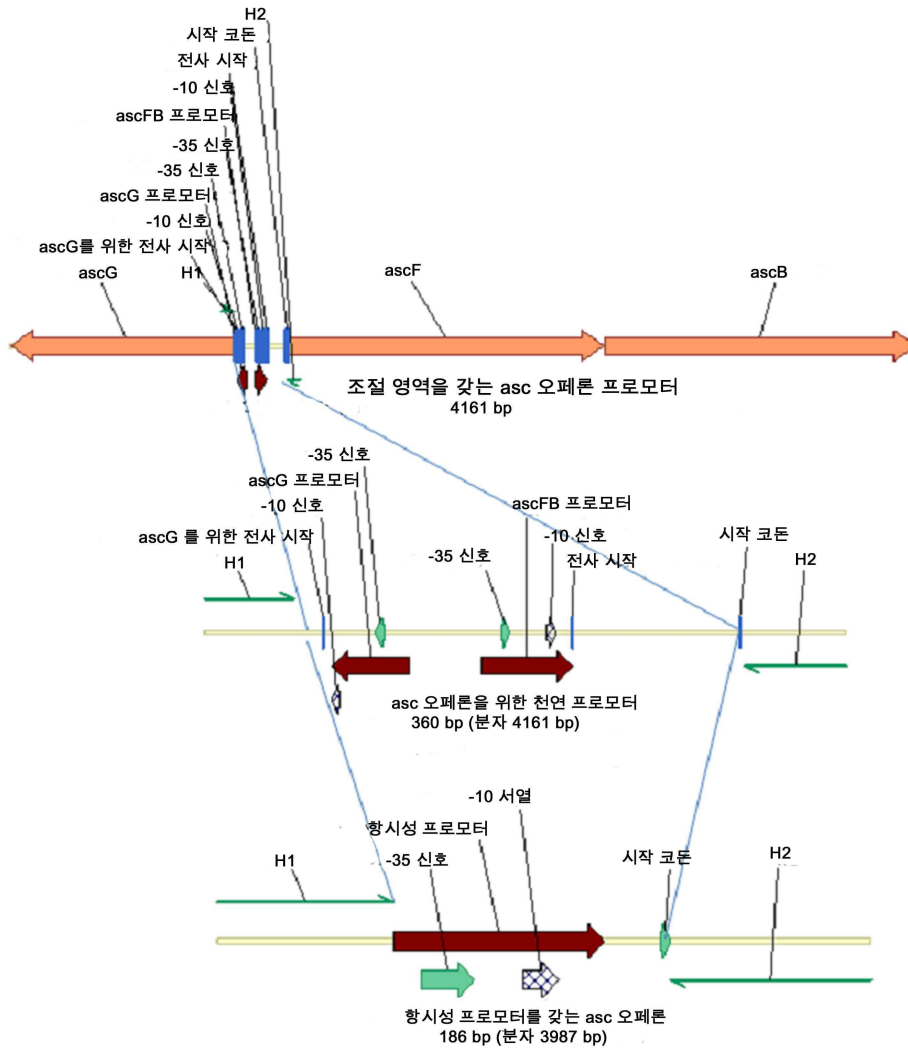 H2
시작 코돈
전사 시작
-10 신호
ascFB 프로모터
-35 신호
-35 신호
ascG 프로모터
-10 신호
ascG를 위한 전사 시작
ascG
H1
ascF
ascB
조절 영역을 갖는 asc 오페론 프로모터
4161 bp
-35 신호
ascG 프로모터
-10 신호
ascG 를 위한 전사 시작
H1
ascFB 프로모터
-10 신호
-35 신호
전사 시작
시작 코돈
H2
asc 오페론을 위한 천연 프로모터
360 bp (분자 4161 bp)
-10 서열
항시성 프로모터
-35 신호
H1
시작 코돈
H2
항시성 프로모터를 갖는 asc 오페론
186 bp (분자 3987 bp)